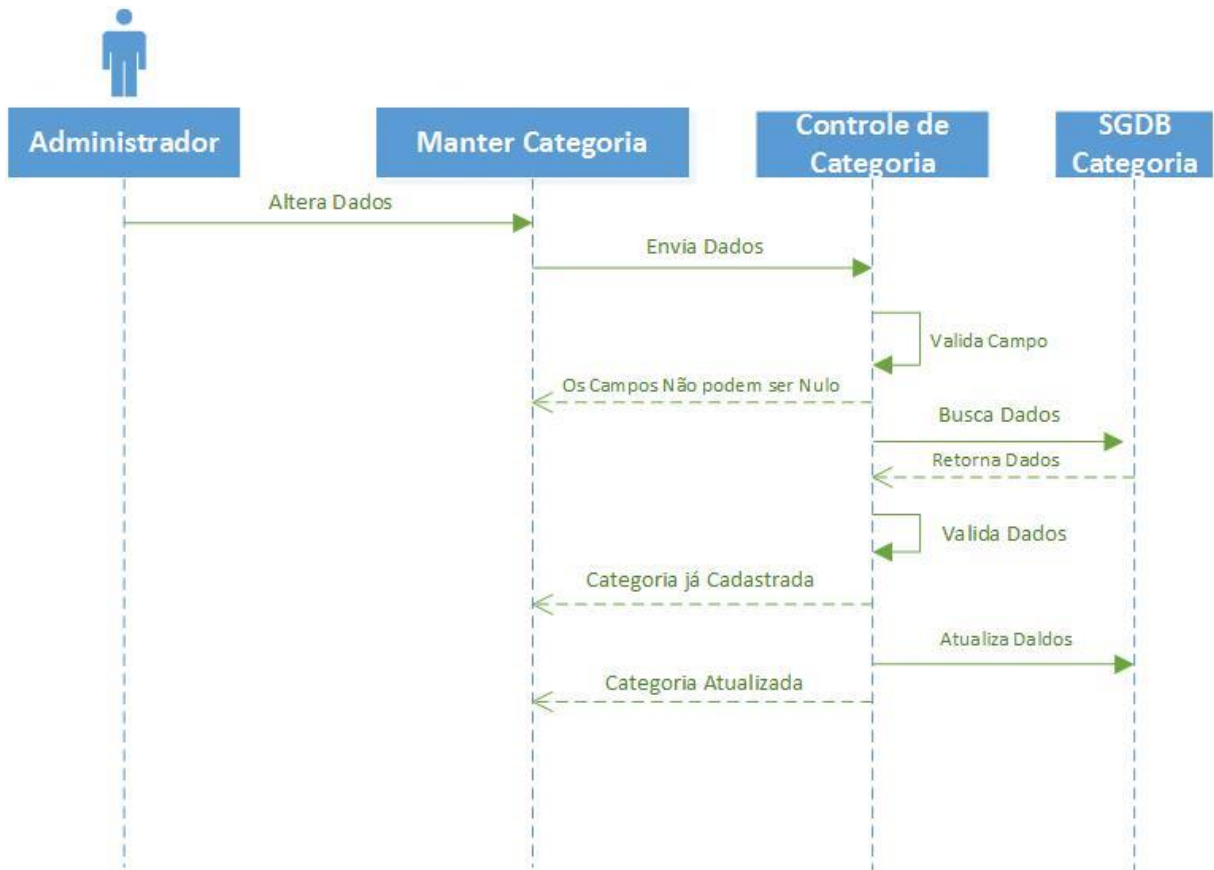 Administrador
Manter Categoria
Controle de
Categoria
SGDB
Categoria
Altera Dados
Envia Dados
Valida Campo
Os Campos Não podem ser Nulo
Busca Dados
Retorna Dados
Valida Dados
Categoria já Cadastrada
Atualiza Daldos
Categoria Atualizada